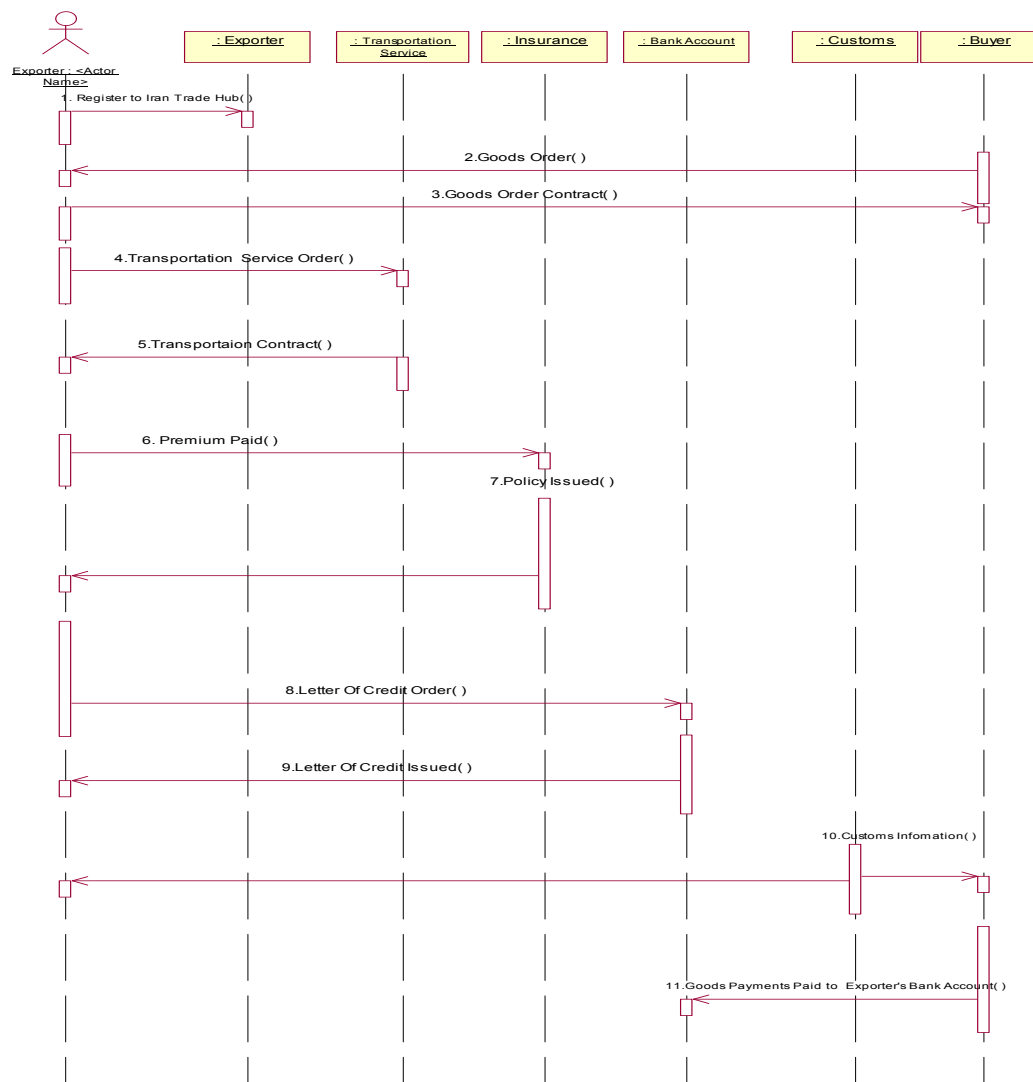 : Exporter
: Transportation
Service
: Insurance
: Bank Account
: Customs
: Buyer
Exporter : <Actor
Name>
1. Register to Iran Trade Hub( )
2.Goods Order( )
3.Goods Order Contract( )
4.Transportation Service Order( )
5.Transportaion Contract( )
6. Premium Paid( )
7.Policy Issued( )
8.Letter Of Credit Order( )
9.Letter Of Credit Issued( )
10.Customs Infomation( )
11.Goods Payments Paid to Exporter's Bank Account( )